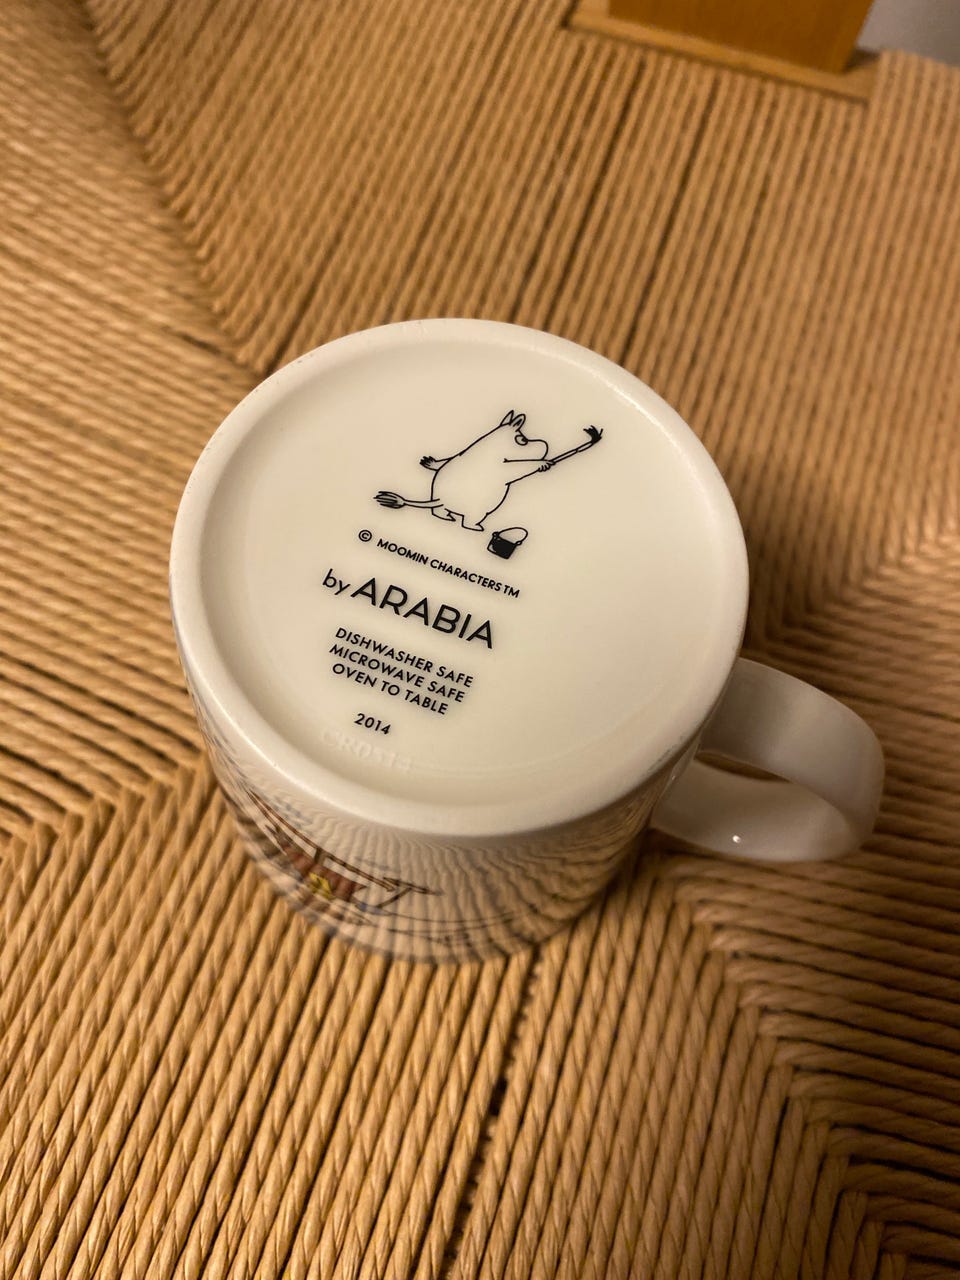 © MOOMIN CHARACTERS™
by ARABIA
DISHWASHER SAFE
MICROWAVE SAFE
OVEN TO TABLE
2014